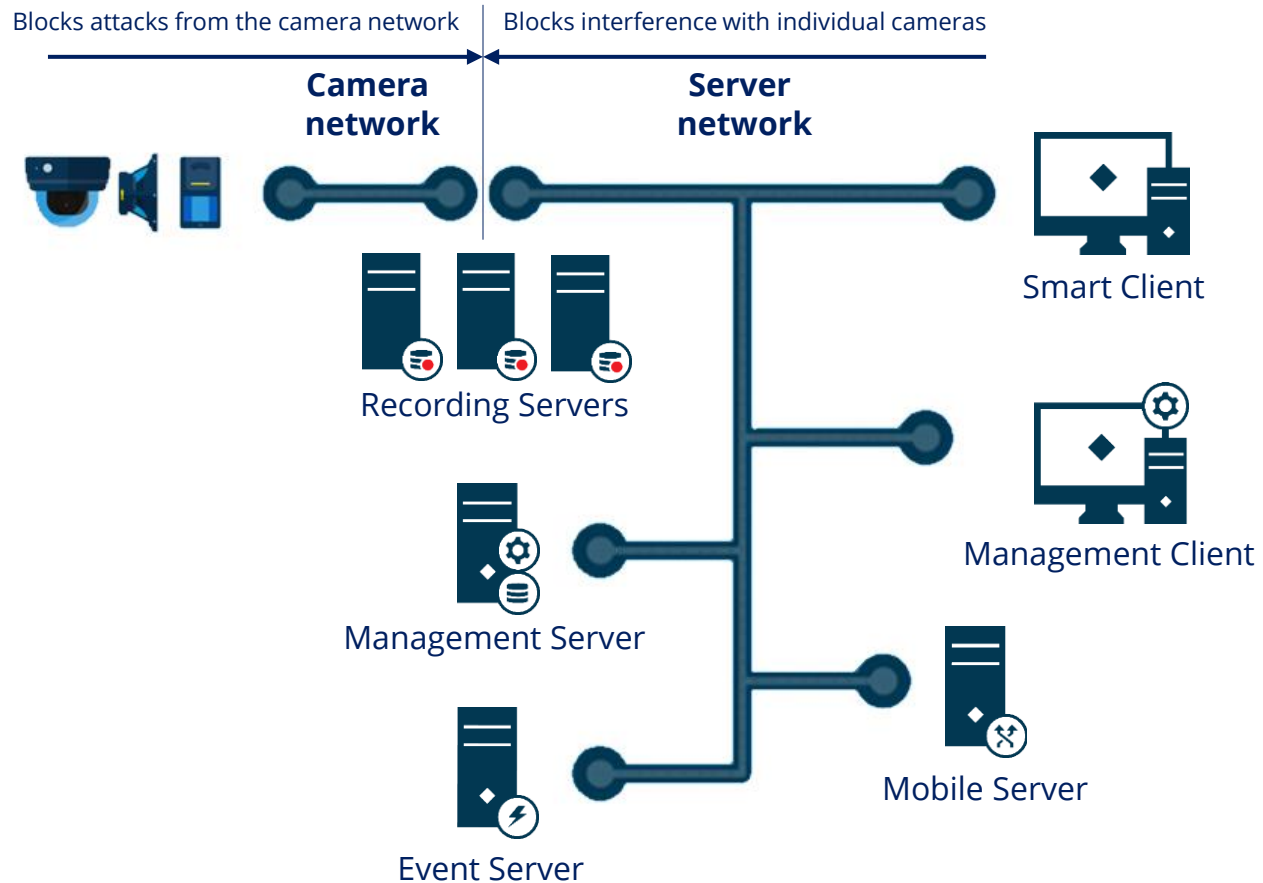 Blocks attacks from the camera network
Blocks interference with individual cameras
Camera
network
Server
network
Smart Client
Recording Servers
Management Client
Management Server
Mobile Server
Event Server